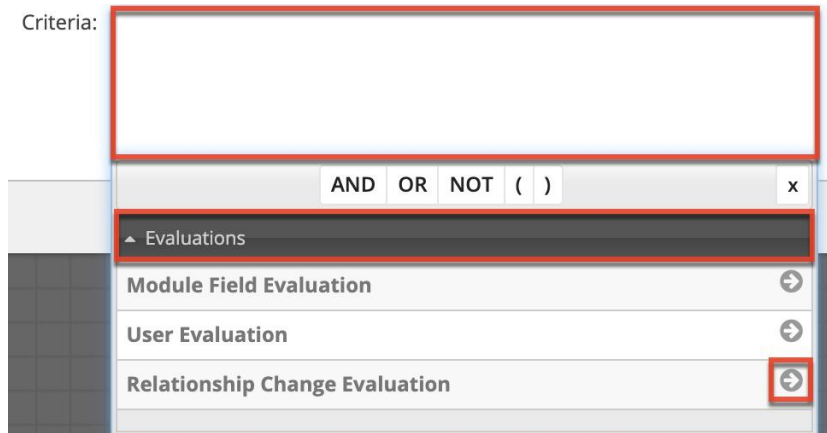 Criteria:
AND OR NOT ( ) x
Evaluations
Module Field Evaluation
User Evaluation
Relationship Change Evaluation